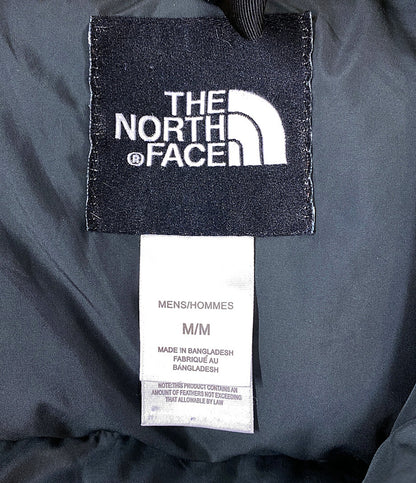 THE
NORTH
® FACE
MENS/HOMMES
M/M
MADE IN BANGLADESH
FABRIQUÉ AU
BANGLADESH
NOTE:THIS PRODUCT CONTAINS AN
AMOUNT OF FEATHERS NOT EXCEEDING
THAT ALLOWED BY LAW